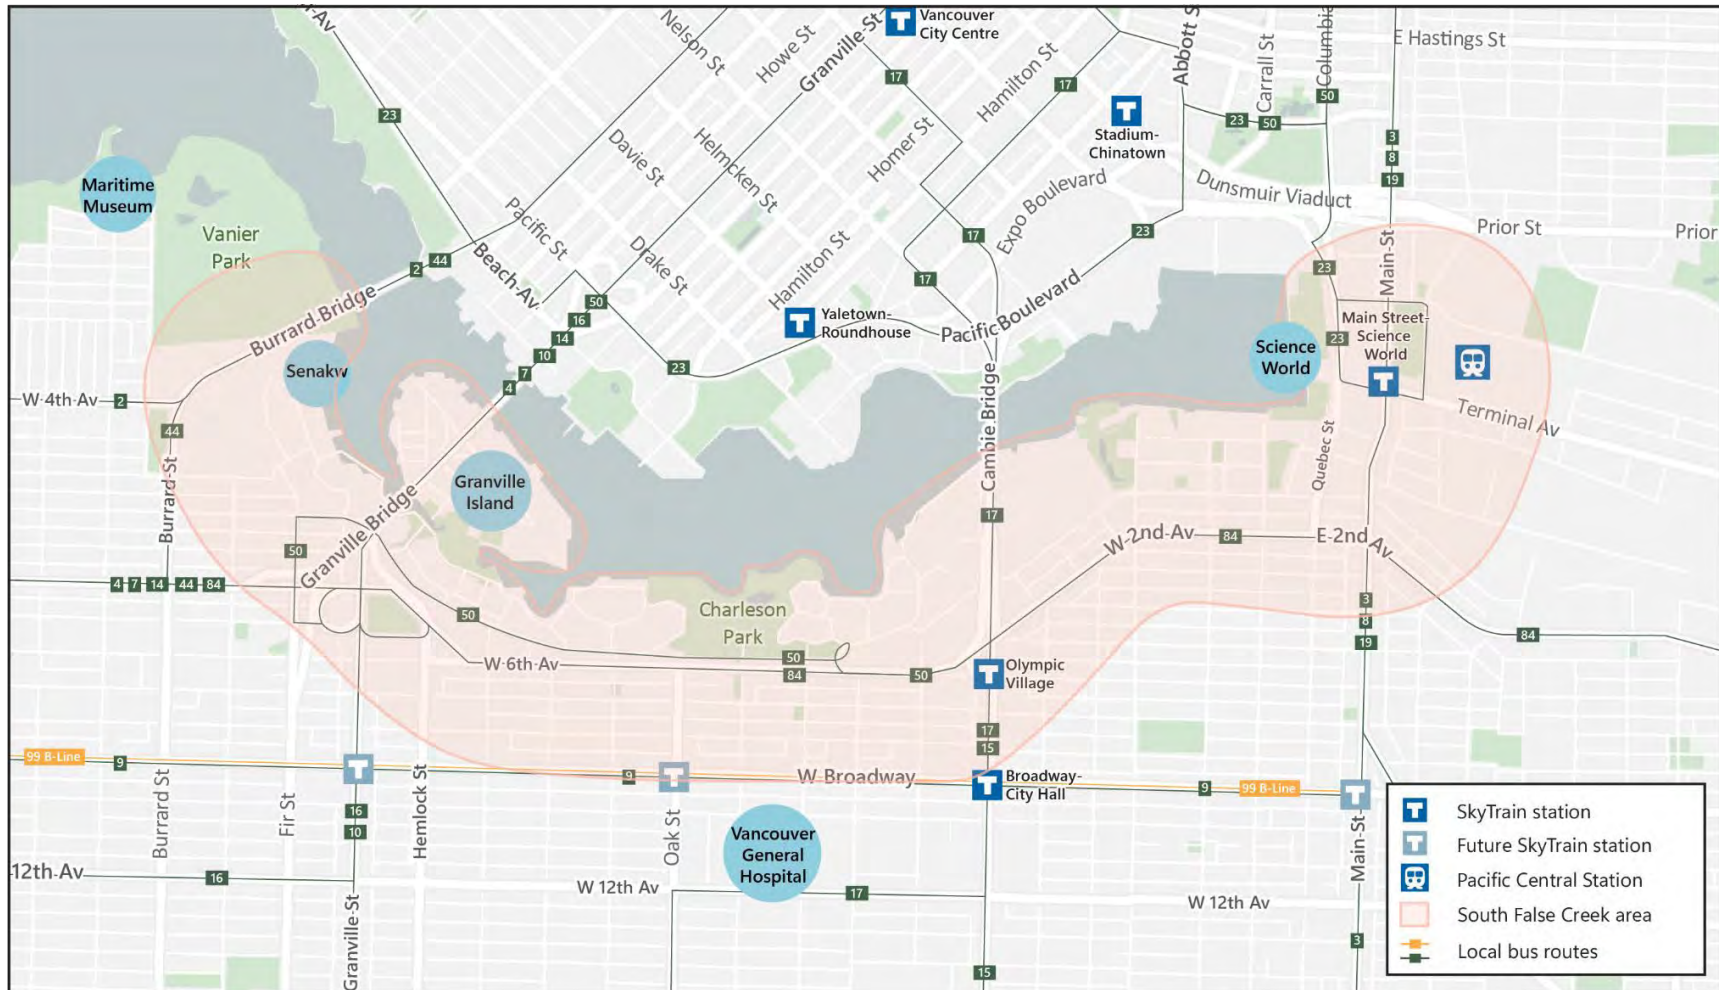 Vancouver
City Centre
E Hastings St
Nelson St
Howe St
Granville St
Hamilton St
Abbott S
Carrall St
Columbia
-Av
23
17
17
50
3
8
19
23
50
Stadium-
Chinatown
Homer St
Davie St
Helmcken St
Maritime
Museum
Expo Boulevard
Dunsmuir Viaduct
Prior St
Prior
Vanier
Park
Pacific St
Drake St
Hamilton St
Beach-Av
2
44
17
17
23
23
Main-St
Burrard-Bridge
50
16
14
10
7
4
Yaletown-
Roundhouse
Pacific Boulevard
23
Main Street-
Science
World
23
Science
World
Senakw
W-4th-Av
2
44
Burrard-St
Cambie Bridge
Quebec St
Terminal Av
Granville
Island
Granville Bridge
17
50
W-2nd-Av
84
E-2nd Av
4
7
14
44
84
50
Charleson
Park
3
8
19
84
W-6th-Av
50
84
50
Olympic
Village
17
15
99 B-Line
9
9
W Broadway
Broadway-
City Hall
9
99 B-Line
Burrard St
Fir St
16
10
Hemlock St
Oak St
Vancouver
General
Hospital
Main-St
12th-Av
16
W 12th Av
17
W 12th Av
Granville-St
15
3
SkyTrain station
Future SkyTrain station
Pacific Central Station
South False Creek area
Local bus routes